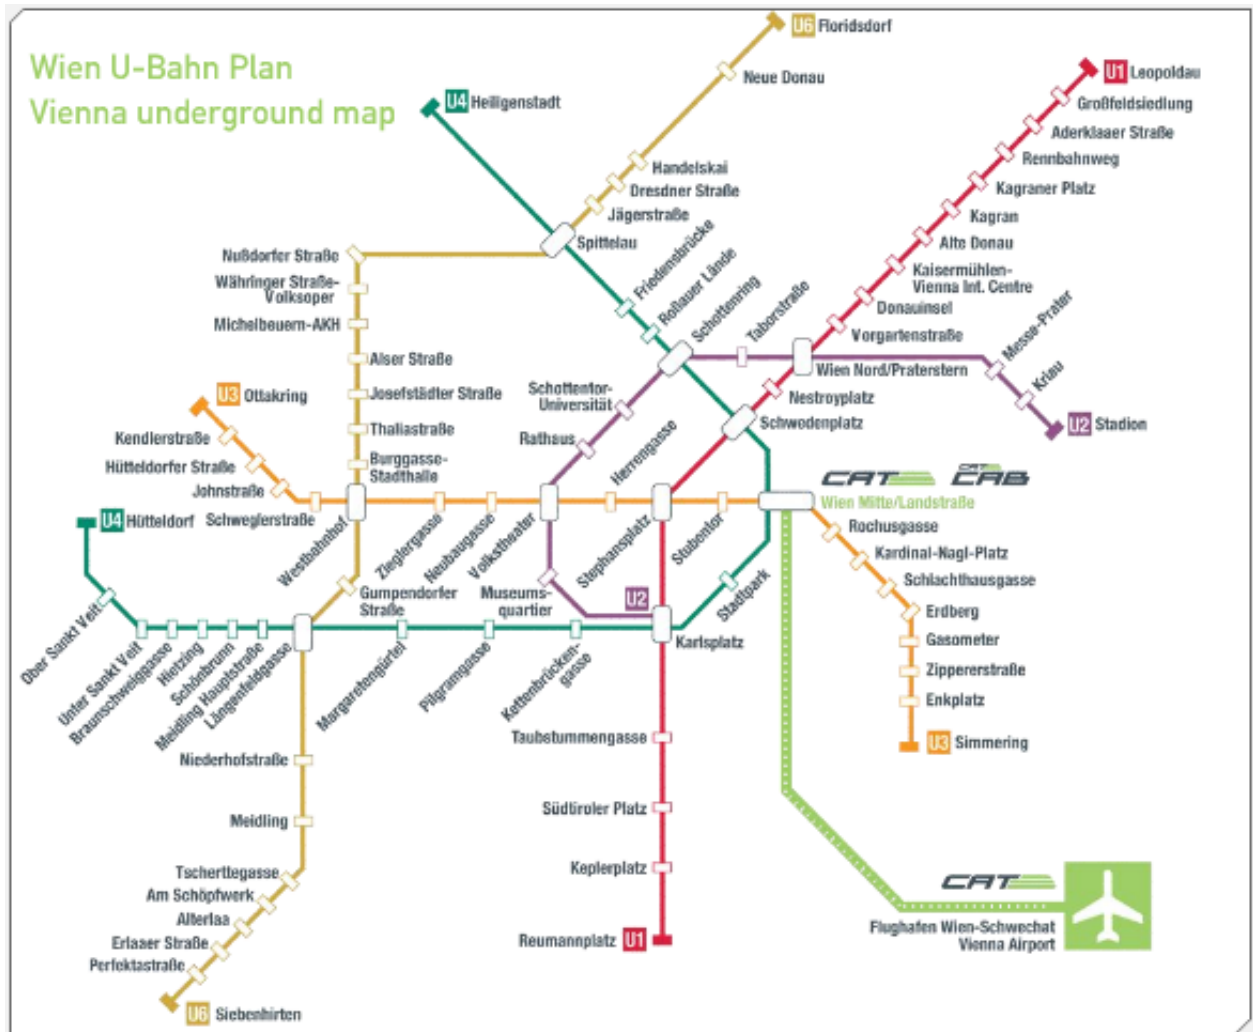 Wien U-Bahn Plan
Vienna underground map
U6 Floridsdorf
Neue Donau
U1 Leopoldau
Großfeldsiedlung
U4 Heiligenstadt
Aderklaaer Straße
Rennbahnweg
Handelskai
Dresdner Straße
Kagraner Platz
Jägerstraße
Kagran
Spittelau
Alte Donau
Nußdorfer Straße
Friedensbrücke
Roßauer Lände
Schottenring
Taborstraße
Kaisermühlen-
Vienna Int. Centre
Währinger Straße-
Volksoper
Donauinsel
Michelbeuern-AKH
Vorgartenstraße
Messe-Prater
Kriau
Alser Straße
Wien Nord/Praterstern
Josefstädter Straße
Schottentor-
Universität
Nestroyplatz
U3 Ottakring
Schwodenplatz
U2 Stadion
Kendlerstraße
Thaliastraße
Rathaus
Herrengasse
Hütteldorfer Straße
Burggasse-
Stadthalle
CAT
CAT
CAB
Johnstraße
Wien Mitte/Landstraße
Schweglerstraße
U4 Hütteldorf
Westbahnhof
Zieglergasse
Neubaugasse
Volkstheater
Stephansplatz
Stubentor
Rochusgasse
Kardinal-Nagl-Platz
Schlachthausgasse
Gumpendorfer
Straße
Museums-
quartier
U2
Stadtpark
Erdberg
Karlsplatz
Gasometer
Ober Sankt Veit
Unter Sankt Veit
Braunschweiggasse
Hietzing
Schönbrunn
Meidling Hauptstraße
Längenfeldgasse
Margaretengürtel
Pilgramgasse
Kettenbrücken-
gasse
Zippererstraße
Enkplatz
Taubstummengasse
U3 Simmering
Niederhofstraße
Südtiroler Platz
Meidling
Keplerplatz
Tscherttegasse
Am Schöpfwerk
CAT
Alterlaa
Flughafen Wien-Schwechat
Vienna Airport
Erlaaer Straße
Reumannplatz U1
Perfektastraße
U6 Siebenhirten